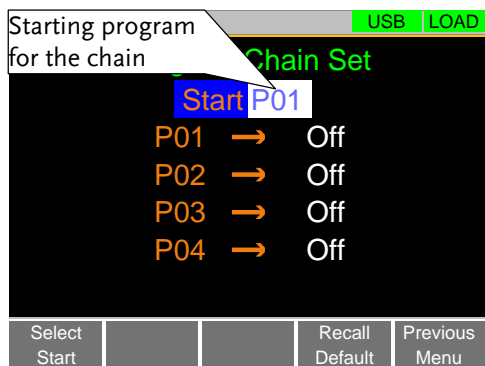 Starting program
for the chain
USB LOAD
Chain Set
Start P01
P01 → Off
P02 → Off
P03 → Off
P04 → Off
Select Start
Recall Default
Previous Menu